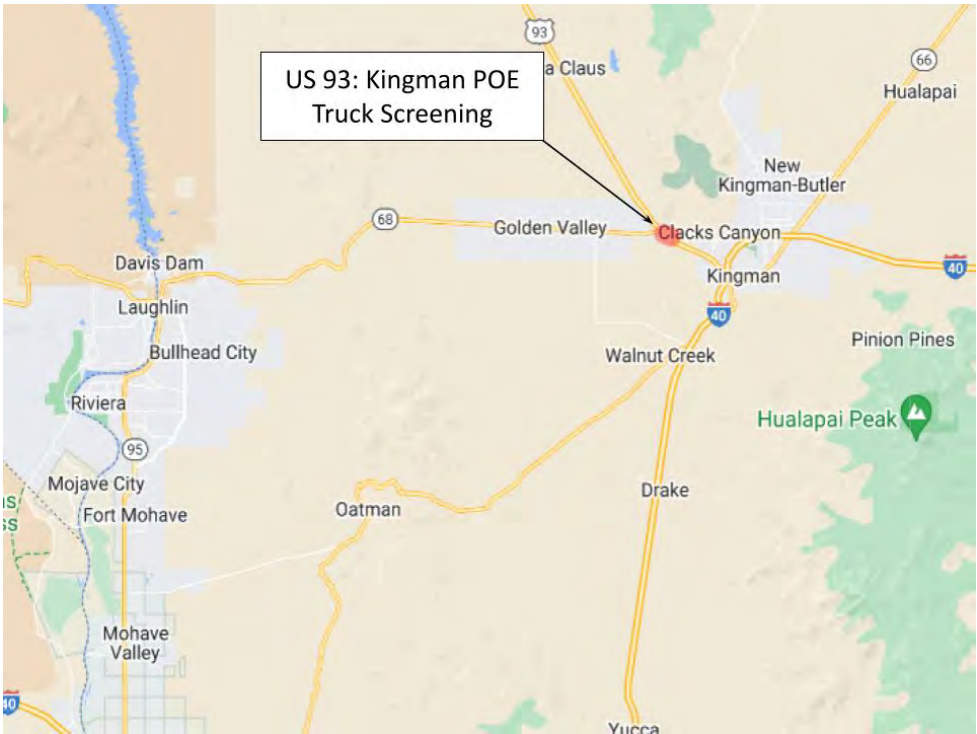 93
a Claus
US 93: Kingman POE
Truck Screening
66
Hualapai
New
Kingman-Butler
68
Golden Valley
Clacks Canyon
Davis Dam
Kingman
40
Laughlin
40
Bullhead City
Walnut Creek
Pinion Pines
Riviera
Hualapai Peak
95
Mojave City
Drake
as
ss
Fort Mohave
Oatman
Mohave
Valley
40
Yucca